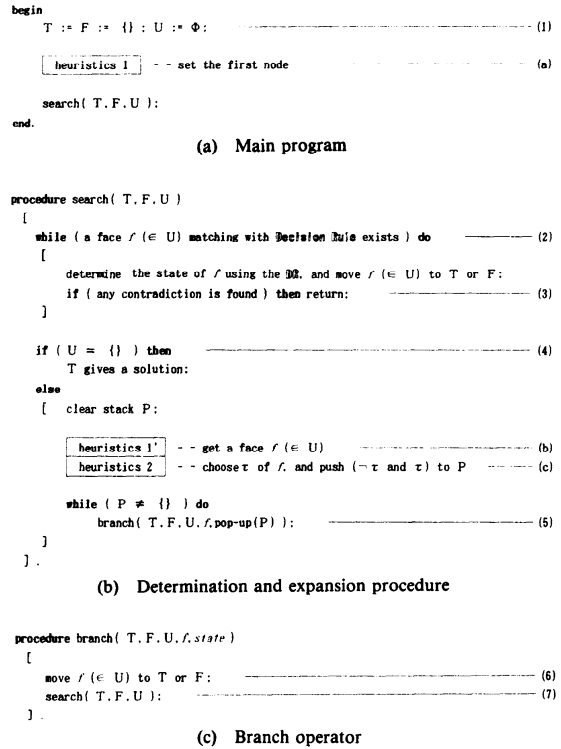 begin
T := F := {} ; U := Φ; (1)
heuristics 1 - - set the first node (a)
search( T, F, U );
end.
(a) Main program
procedure search( T, F, U )
[
while ( a face f (∈ U) matching with Decision Rule exists ) do (2)
[
determine the state of f using the DR, and move f (∈ U) to T or F;
if ( any contradiction is found ) then return; (3)
]
if ( U = {} ) then (4)
T gives a solution;
else
[ clear stack P;
heuristics 1' - - get a face f (∈ U) (b)
heuristics 2 - - choose τ of f, and push (¬ τ and τ) to P (c)
while ( P ≠ {} ) do
branch( T, F, U, f, pop-up(P) ); (5)
]
] .
(b) Determination and expansion procedure
procedure branch( T, F, U, f, state )
[
move f (∈ U) to T or F; (6)
search( T, F, U ); (7)
] .
(c) Branch operator